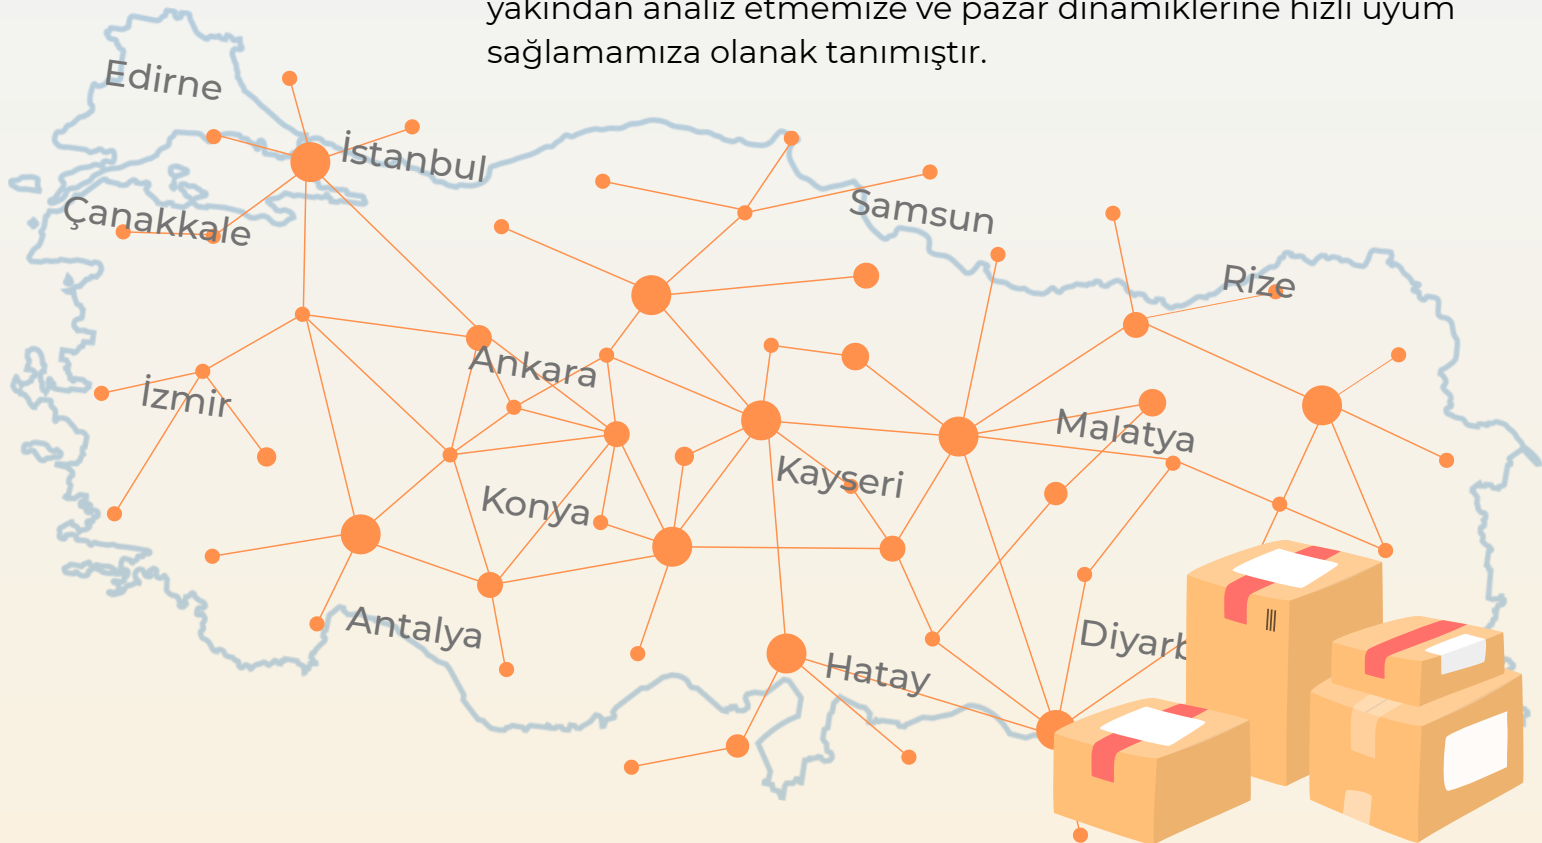 yakından analiz etmemize ve pazar dinamiklerine hızlı uyum
sağlamamıza olanak tanımıştır.
Edirne
İstanbul
Çanakkale
Samsun
Rize
Ankara
İzmir
Malatya
Kayseri
Konya
Antalya
Diyarb
Hatay